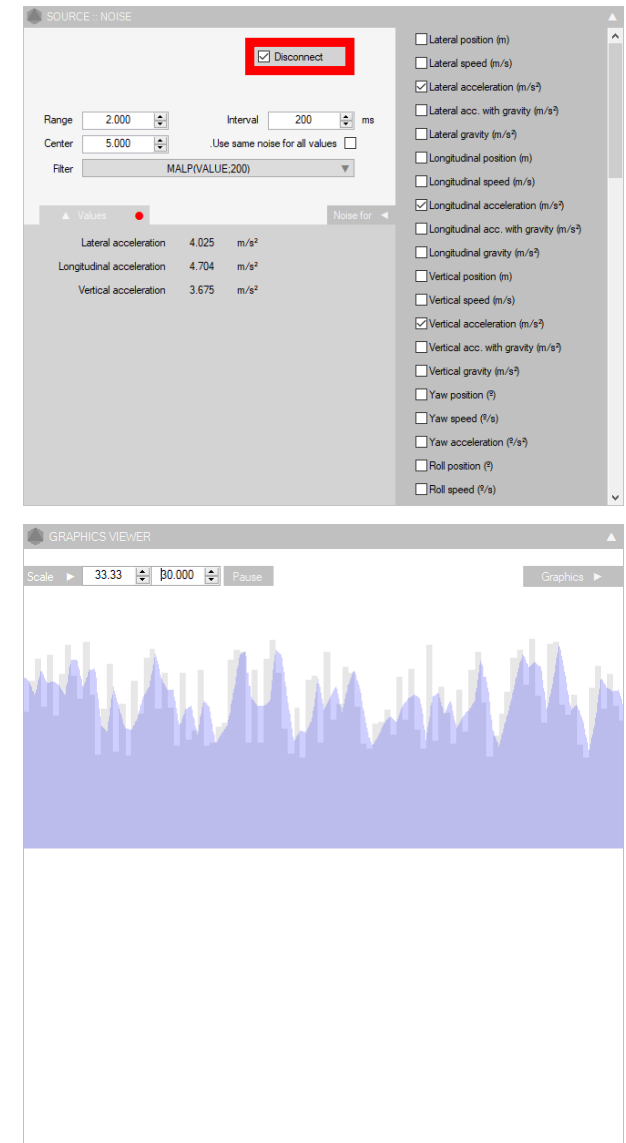 SOURCE :: NOISE
Disconnect
Range 2.000 Interval 200 ms
Center 5.000 .Use same noise for all values
Filter MALP(VALUE;200)
Values Noise for
Lateral acceleration 4.025 m/s²
Longitudinal acceleration 4.704 m/s²
Vertical acceleration 3.675 m/s²
Lateral position (m)
Lateral speed (m/s)
Lateral acceleration (m/s²)
Lateral acc. with gravity (m/s²)
Lateral gravity (m/s²)
Longitudinal position (m)
Longitudinal speed (m/s)
Longitudinal acceleration (m/s²)
Longitudinal acc. with gravity (m/s²)
Longitudinal gravity (m/s²)
Vertical position (m)
Vertical speed (m/s)
Vertical acceleration (m/s²)
Vertical acc. with gravity (m/s²)
Vertical gravity (m/s²)
Yaw position (º)
Yaw speed (º/s)
Yaw acceleration (º/s²)
Roll position (º)
Roll speed (º/s)
GRAPHICS VIEWER
Scale 33.33 30.000 Pause Graphics